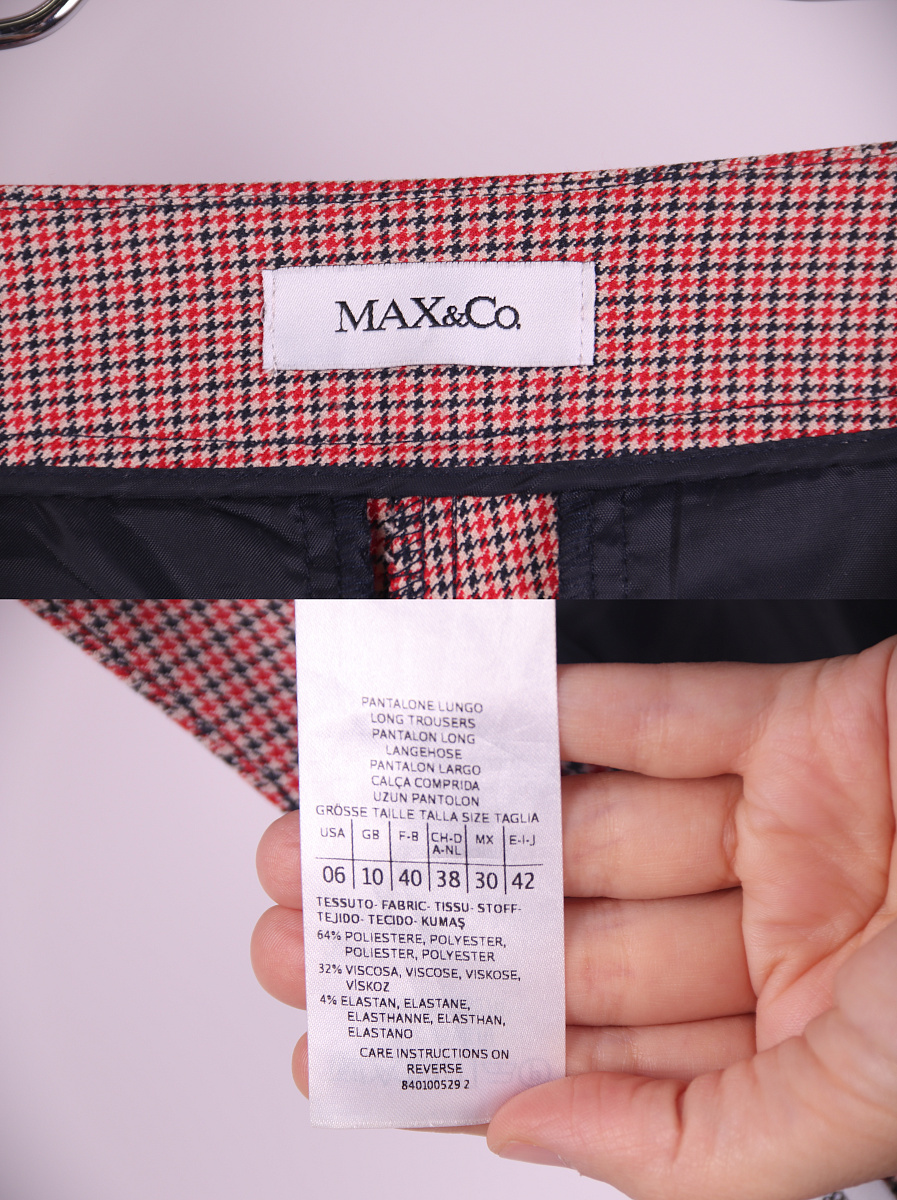 MAX&Co.
PANTALONE LUNGO
LONG TROUSERS
PANTALON LONG
LANGEHOSE
PANTALON LARGO
CALÇA COMPRIDA
UZUN PANTOLON
GRÖSSE TAILLE TALLA SIZE TAGLIA
USA GB F-B CH-D A-NL MX E-I-J
06 10 40 38 30 42
TESSUTO- FABRIC- TISSU- STOFF-
TEJIDO- TECIDO- KUMAŞ
64% POLIESTERE, POLYESTER,
POLIESTER, POLYESTER
32% VISCOSA, VISCOSE, VISKOSE,
VİSKOZ
4% ELASTAN, ELASTANE,
ELASTHANNE, ELASTHAN,
ELASTANO
CARE INSTRUCTIONS ON
REVERSE
840100529 2